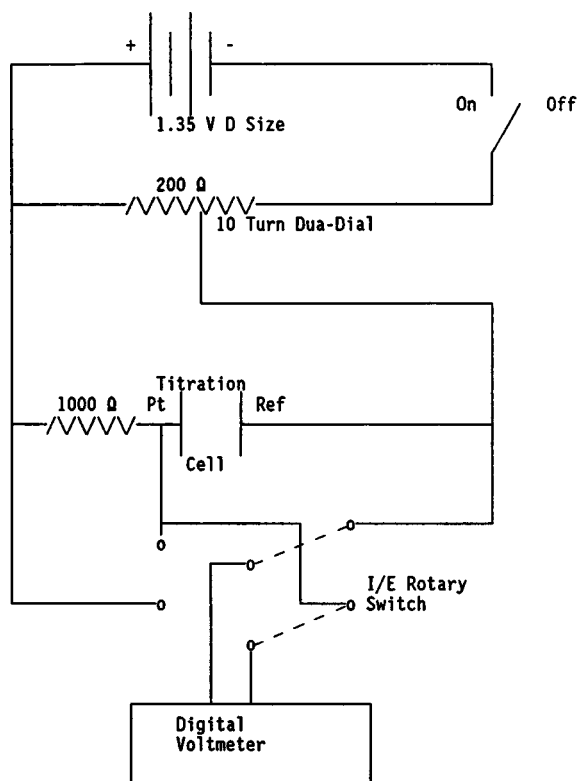 + -
1.35 V D Size
On Off
200 Ω
10 Turn Dua-Dial
Titration
1000 Ω Pt Ref
Cell
I/E Rotary
Switch
Digital
Voltmeter